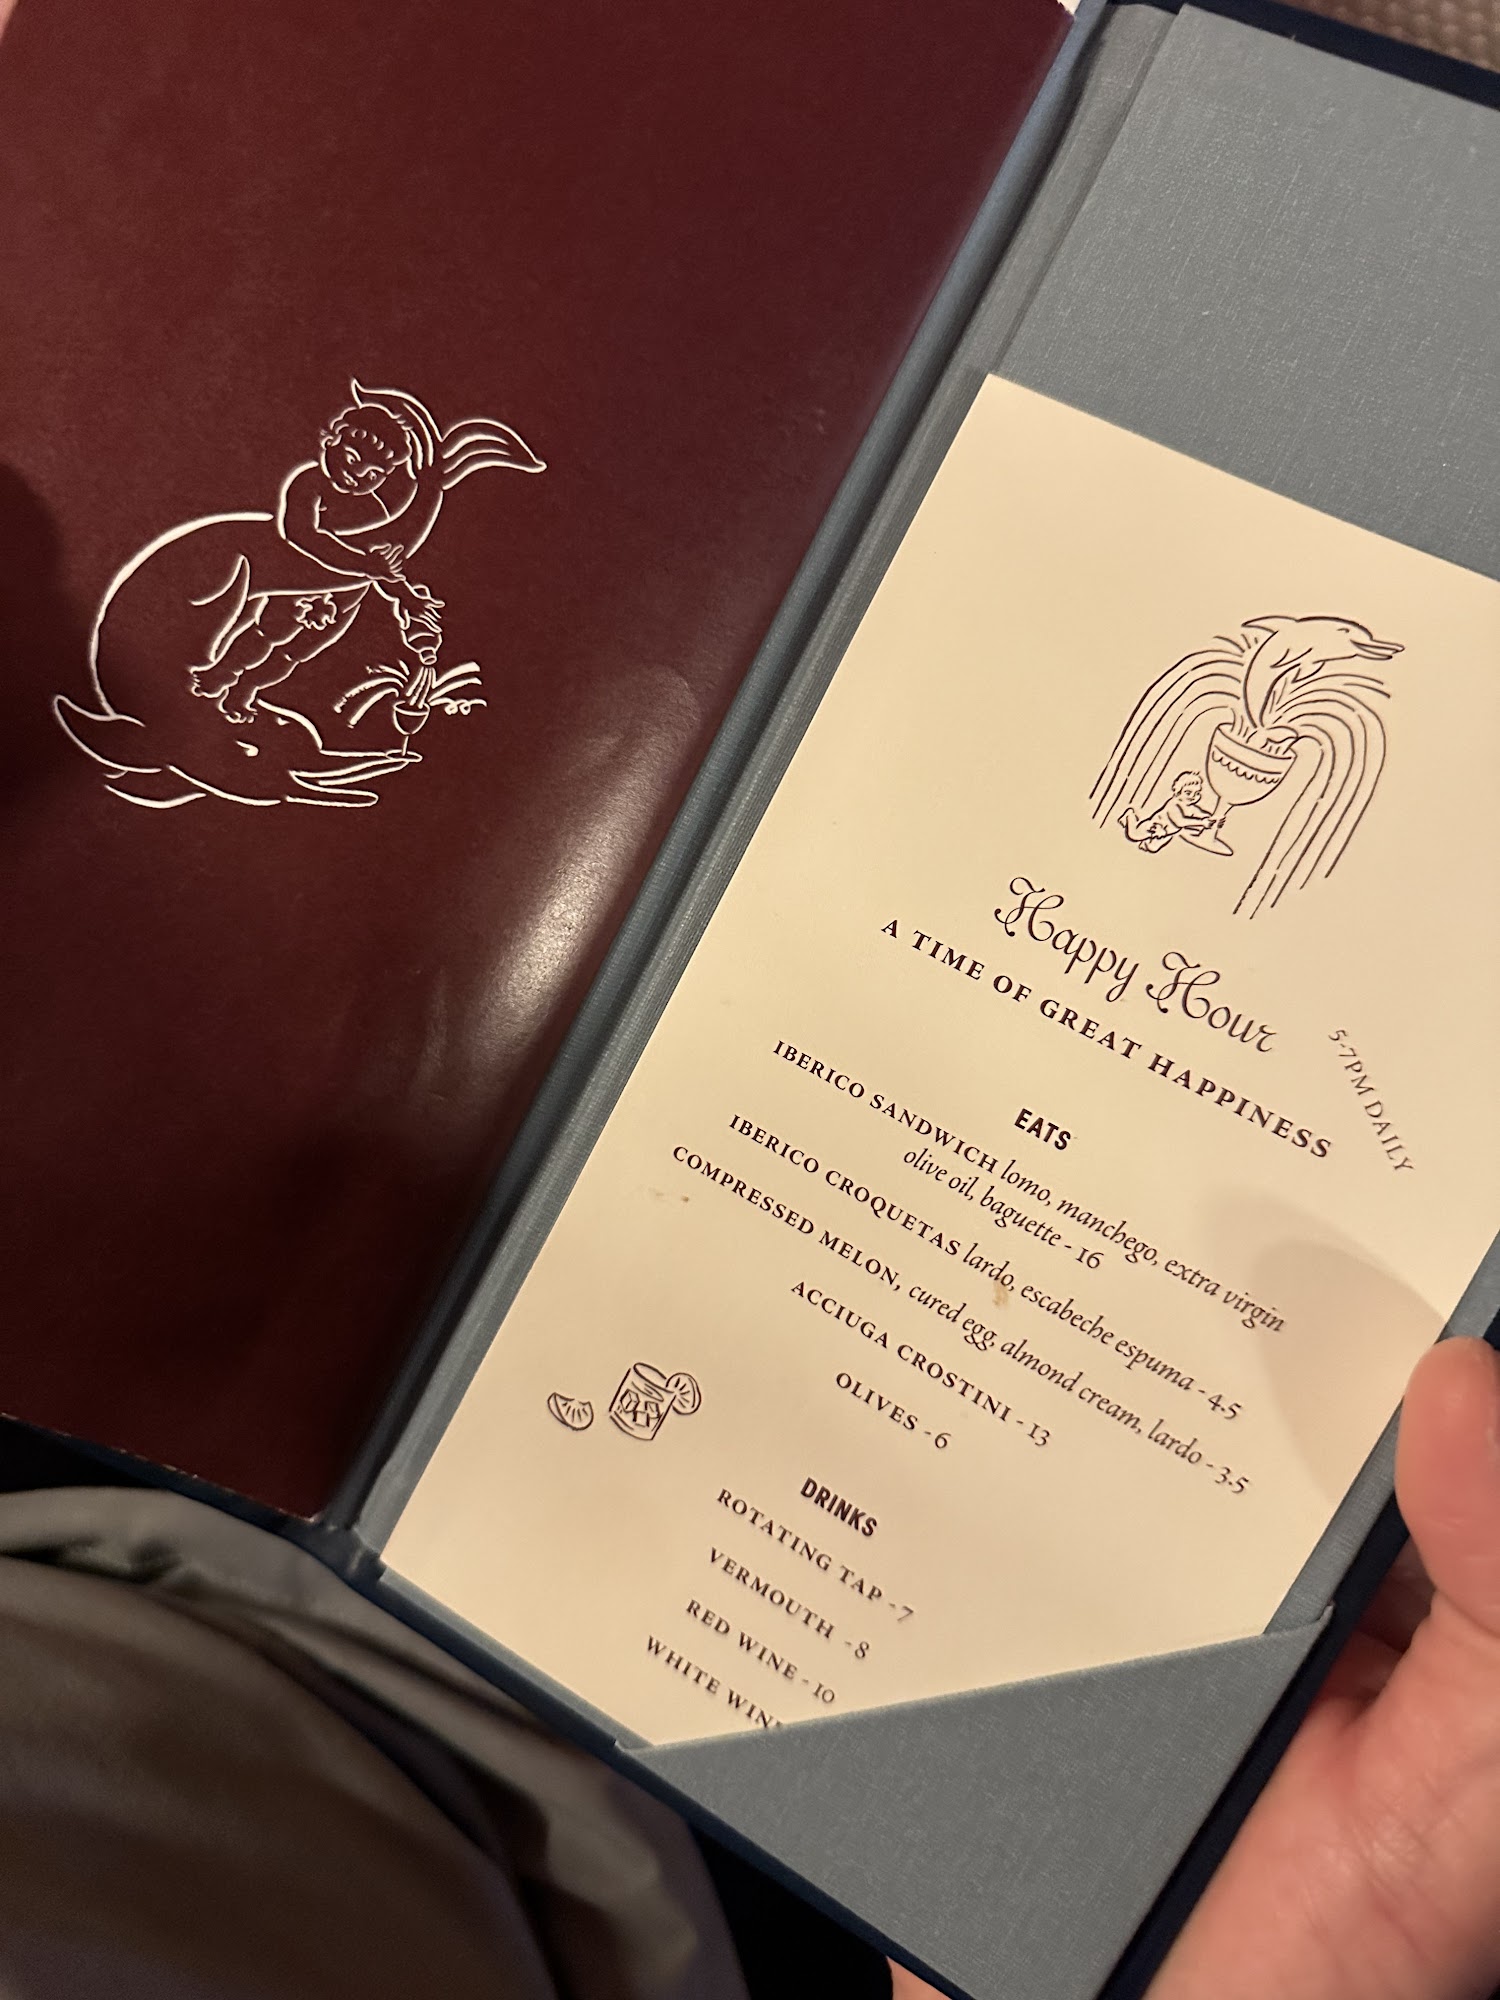 Happy Hour
A TIME OF GREAT HAPPINESS
5-7PM DAILY
EATS
IBERICO SANDWICH lomo, manchego, extra virgin
olive oil, baguette - 16
IBERICO CROQUETAS lardo, escabeche espuma - 4.5
COMPRESSED MELON, cured egg, almond cream, lardo - 3.5
ACCIUGA CROSTINI - 13
OLIVES - 6
DRINKS
ROTATING TAP - 7
VERMOUTH - 8
RED WINE - 10
WHITE WINE